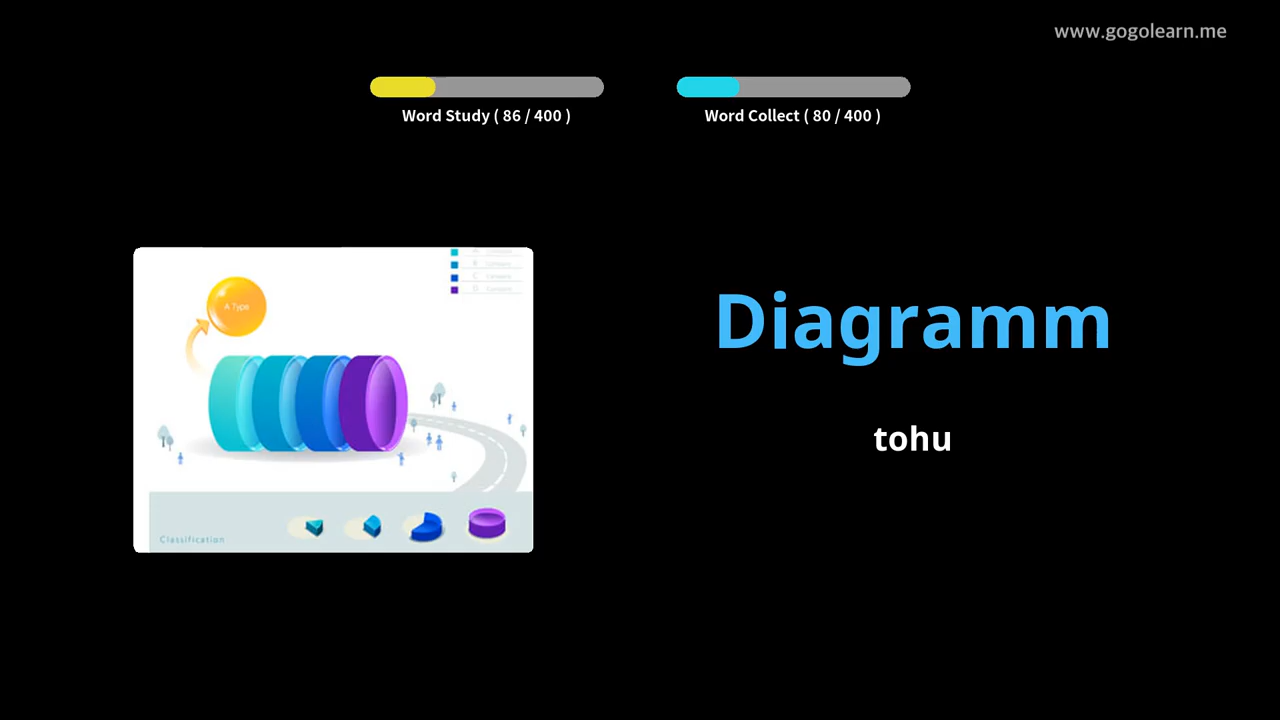 www.gogolearn.me
Word Study ( 86 / 400 )
Word Collect ( 80 / 400 )
A Type
A
B
C
D
Classification
Diagramm
tohu